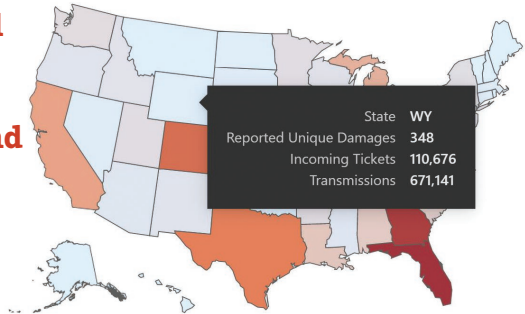 State WY
Reported Unique Damages 348
Incoming Tickets 110,676
Transmissions 671,141